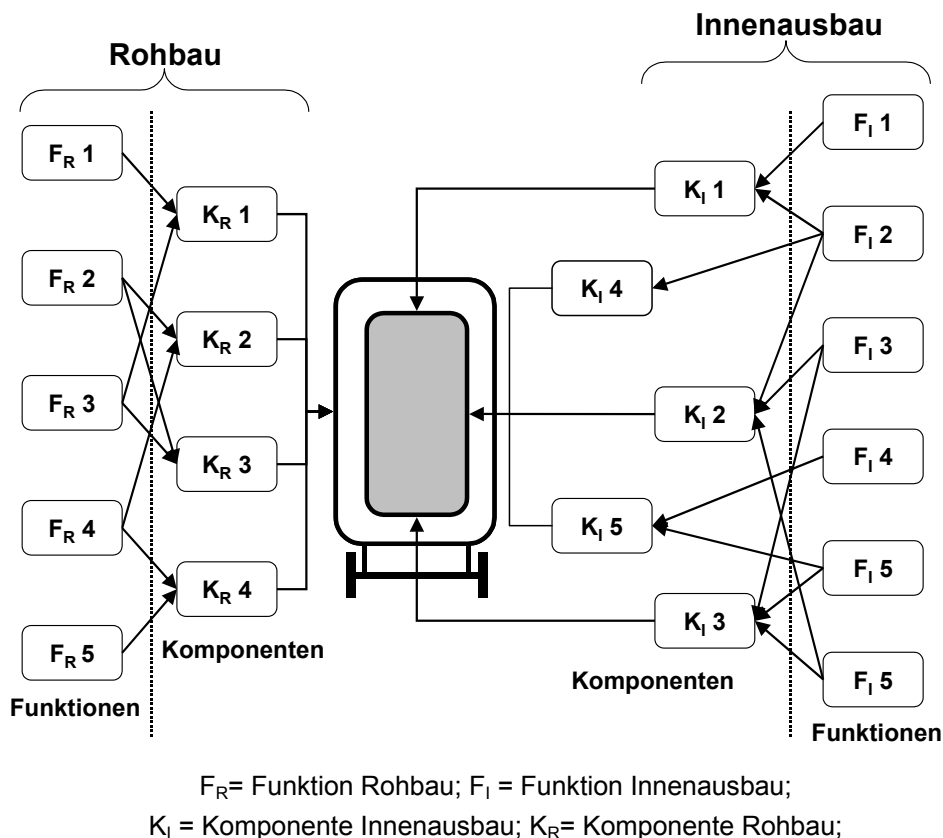 Rohbau
Innenausbau
F_R 1
F_R 2
F_R 3
F_R 4
F_R 5
Funktionen
K_R 1
K_R 2
K_R 3
K_R 4
Komponenten
K_I 1
K_I 4
K_I 2
K_I 5
K_I 3
Komponenten
F_I 1
F_I 2
F_I 3
F_I 4
F_I 5
F_I 5
Funktionen
F_R= Funktion Rohbau; F_I = Funktion Innenausbau;
K_I = Komponente Innenausbau; K_R= Komponente Rohbau;